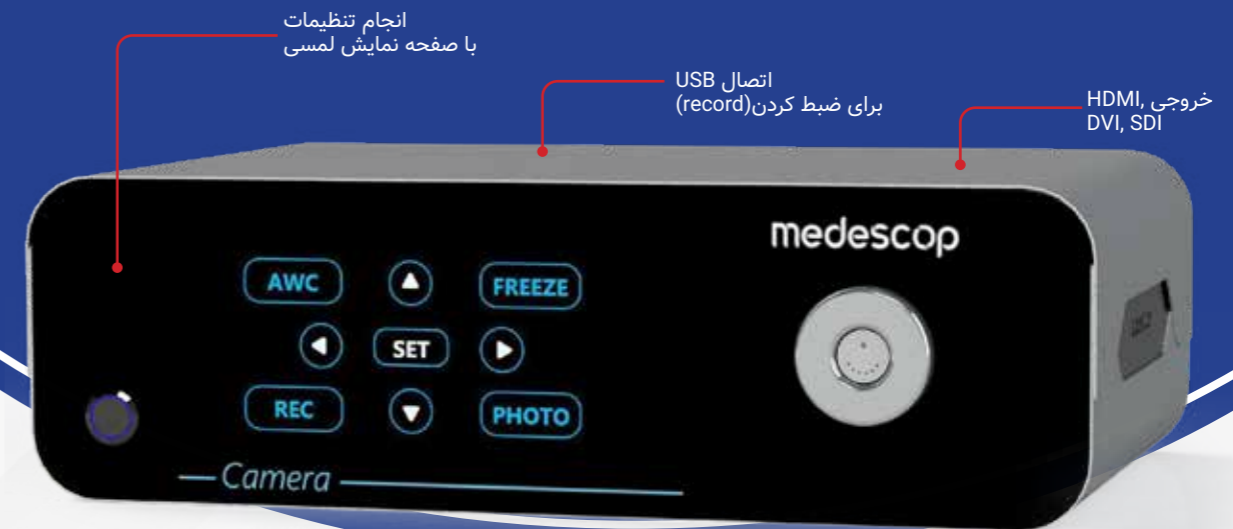 انجام تنظیمات
با صفحه نمایش لمسی
اتصال USB
برای ضبط کردن(record)
خروجی HDMI,
DVI, SDI
medescop
AWC
FREEZE
SET
REC
PHOTO
Camera